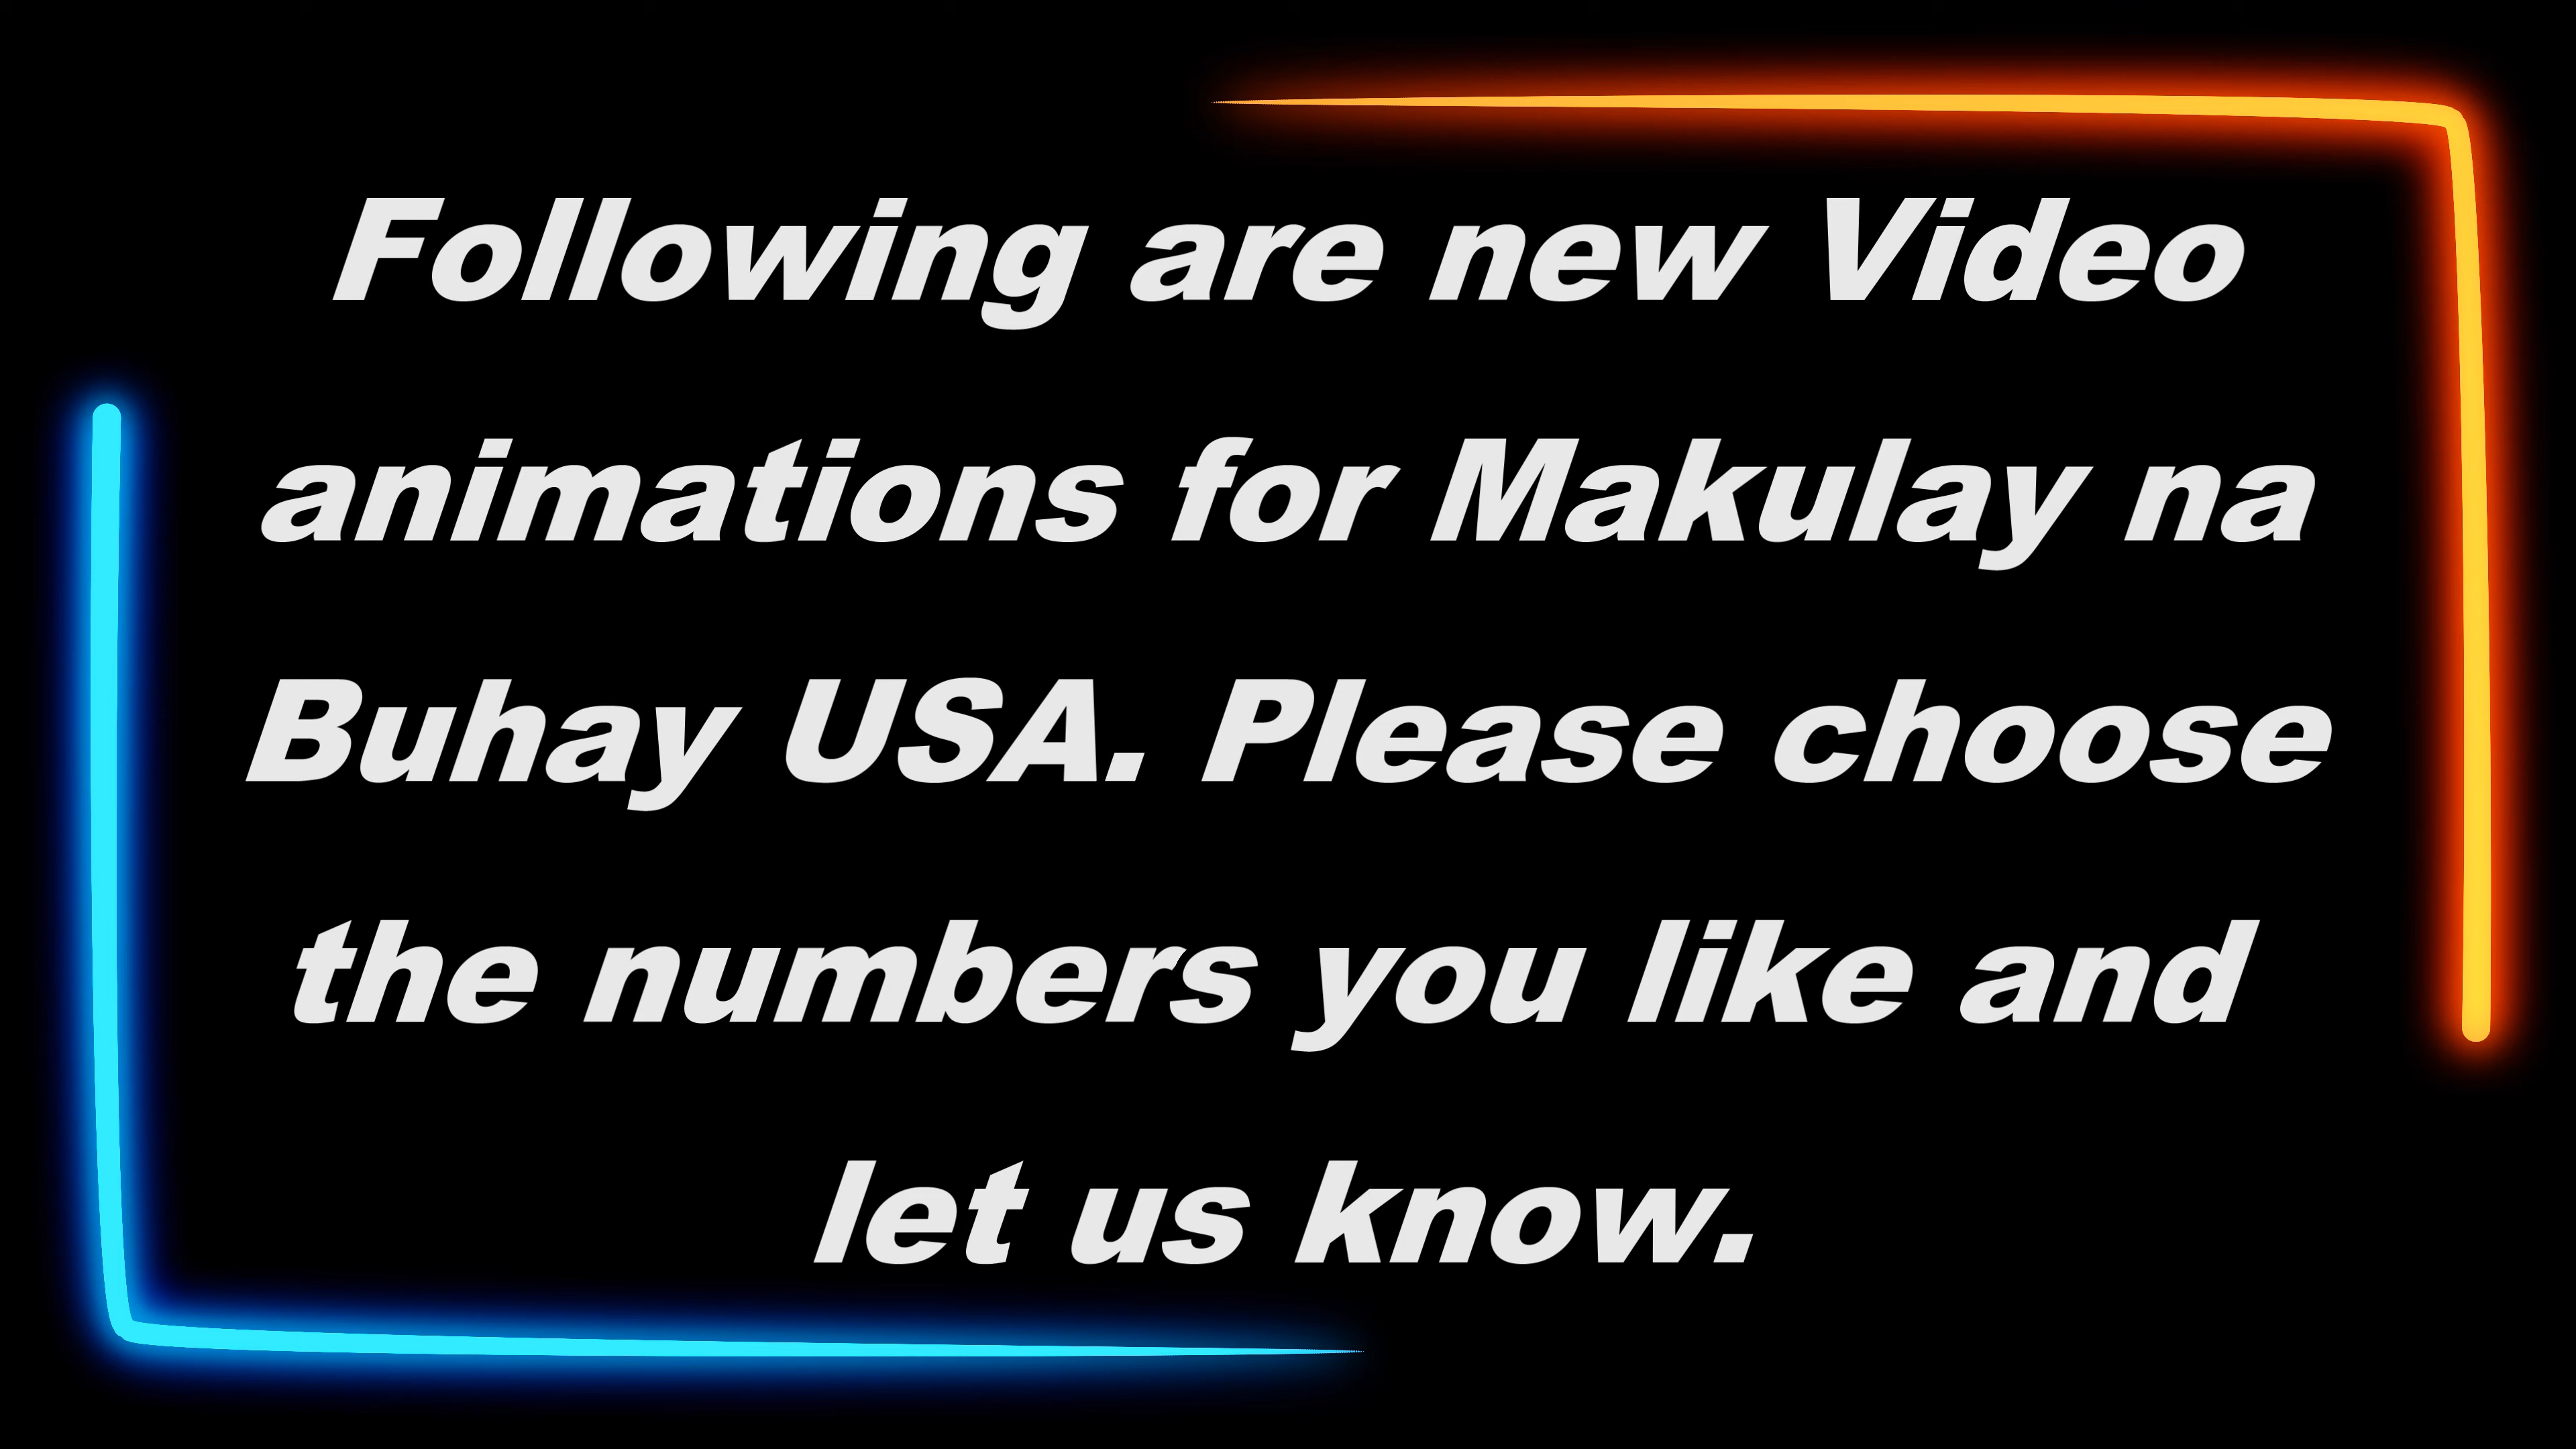 Following are new Video
animations for Makulay na
Buhay USA. Please choose
the numbers you like and
let us know.